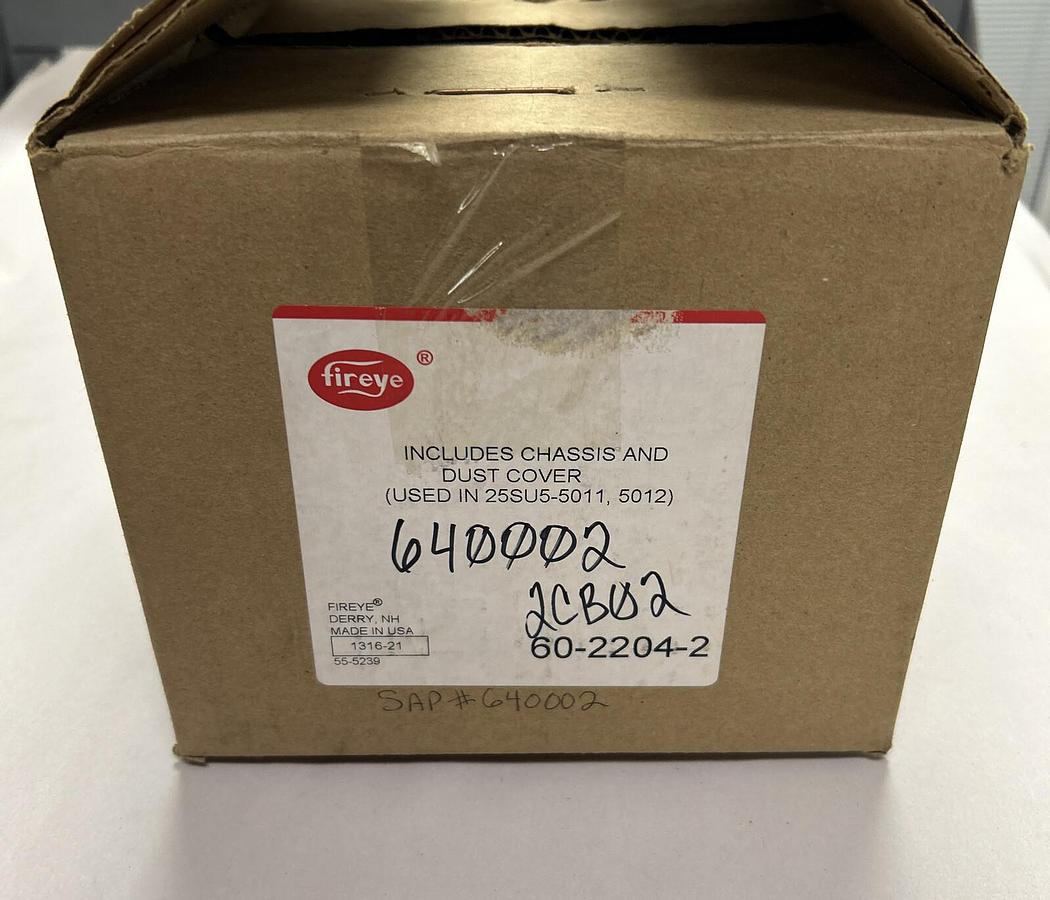 fireye®
INCLUDES CHASSIS AND
DUST COVER
(USED IN 25SU5-5011, 5012)
640002
2CB02
60-2204-2
FIREYE®
DERRY, NH
MADE IN USA
1316-21
55-5239
SAP#640002